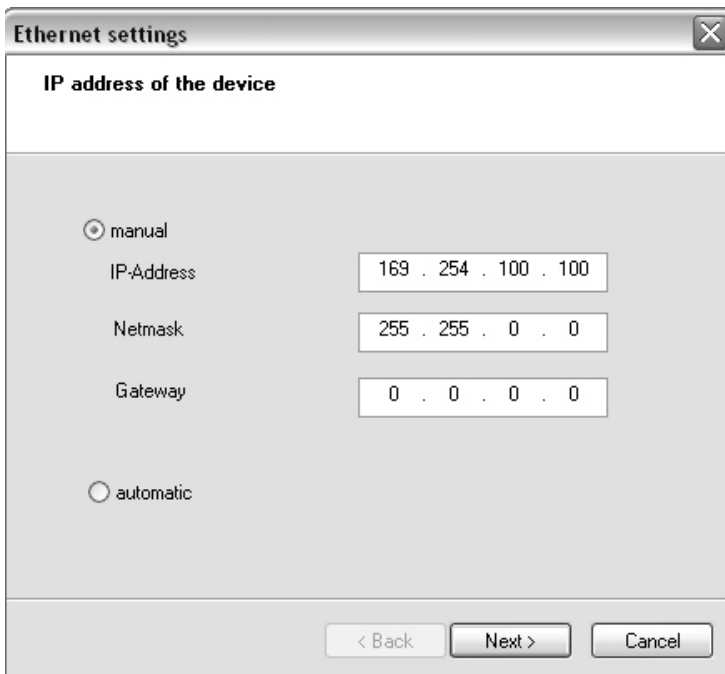 Ethernet settings
IP address of the device
manual
IP-Address 169 . 254 . 100 . 100
Netmask 255 . 255 . 0 . 0
Gateway 0 . 0 . 0 . 0
automatic
< Back Next > Cancel